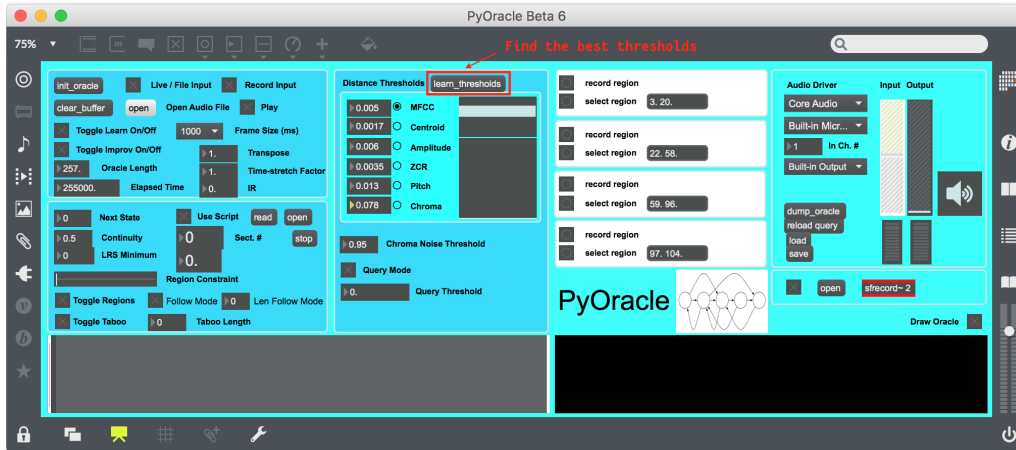 PyOracle Beta 6
75%
Find the best thresholds
init_oracle Live / File Input Record Input
clear_buffer open Open Audio File Play
Toggle Learn On/Off 1000 Frame Size (ms)
Toggle Improv On/Off 1. Transpose
257. Oracle Length 1. Time-stretch Factor
255000. Elapsed Time 0. IR
0 Next State Use Script read open
0.5 Continuity 0 Sect. # stop
0 LRS Minimum 0.
Region Constraint
Toggle Regions Follow Mode 0 Len Follow Mode
Toggle Taboo 0 Taboo Length
Distance Thresholds learn_thresholds
0.005 MFCC
0.0017 Centroid
0.006 Amplitude
0.0035 ZCR
0.013 Pitch
0.078 Chroma
0.95 Chroma Noise Threshold
Query Mode
0. Query Threshold
record region
select region 3. 20.
record region
select region 22. 58.
record region
select region 59. 96.
record region
select region 97. 104.
PyOracle
Audio Driver Input Output
Core Audio
Built-in Micr...
1 In Ch. #
Built-in Output
dump_oracle
reload query
load
save
open sfrecord~ 2
Draw Oracle